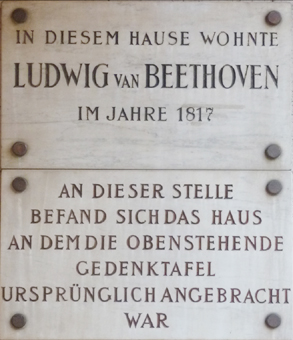 IN DIESEM HAUSE WOHNTE
LUDWIG VAN BEETHOVEN
IM JAHRE 1817
AN DIESER STELLE
BEFAND SICH DAS HAUS
AN DEM DIE OBENSTEHENDE
GEDENKTAFEL
URSPRÜNGLICH ANGEBRACHT
WAR